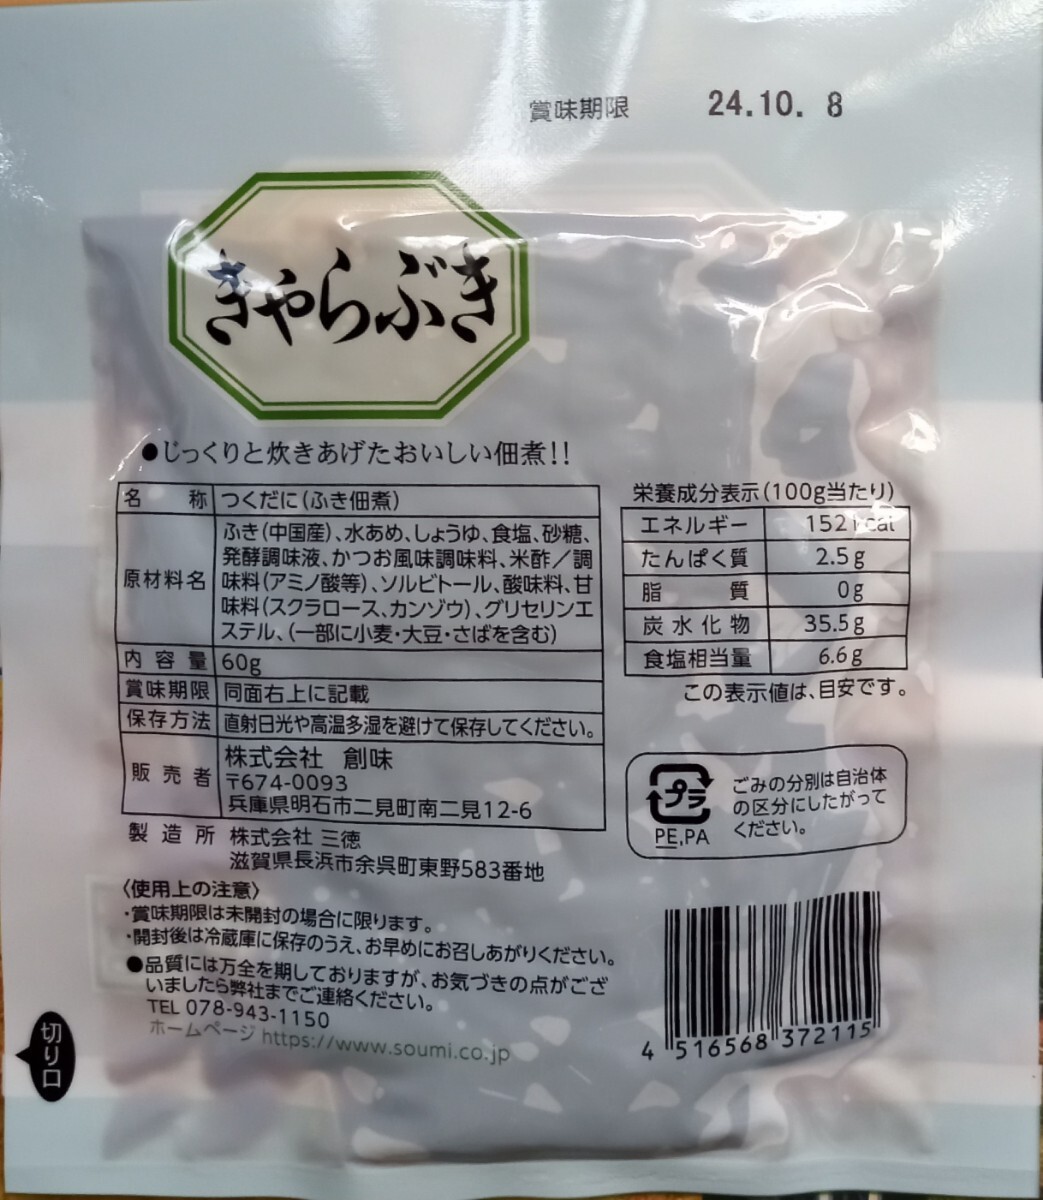 賞味期限 24.10. 8
きゃらぶき
●じっくりと炊きあげたおいしい佃煮!!
名称 つくだに(ふき佃煮)
原材料名 ふき(中国産)、水あめ、しょうゆ、食塩、砂糖、
発酵調味液、かつお風味調味料、米酢/調
味料(アミノ酸等)、ソルビトール、酸味料、甘
味料(スクラロース、カンゾウ)、グリセリンエ
ステル、(一部に小麦・大豆・さばを含む)
内容量 60g
賞味期限 同面右上に記載
保存方法 直射日光や高温多湿を避けて保存してください。
販売者 株式会社 創味
〒674-0093
兵庫県明石市二見町南二見12-6
製造所 株式会社 三徳
滋賀県長浜市余呉町東野583番地
〈使用上の注意〉
・賞味期限は未開封の場合に限ります。
・開封後は冷蔵庫に保存のうえ、お早めにお召しあがりください。
●品質には万全を期しておりますが、お気づきの点がござ
いましたら弊社までご連絡ください。
TEL 078-943-1150
ホームページ https://www.soumi.co.jp
栄養成分表示(100g当たり)
エネルギー 152kcal
たんぱく質 2.5g
脂質 0g
炭水化物 35.5g
食塩相当量 6.6g
この表示値は、目安です。
プラ
PE,PA
ごみの分別は自治体
の区分にしたがって
ください。
4 516568 372115
切り口